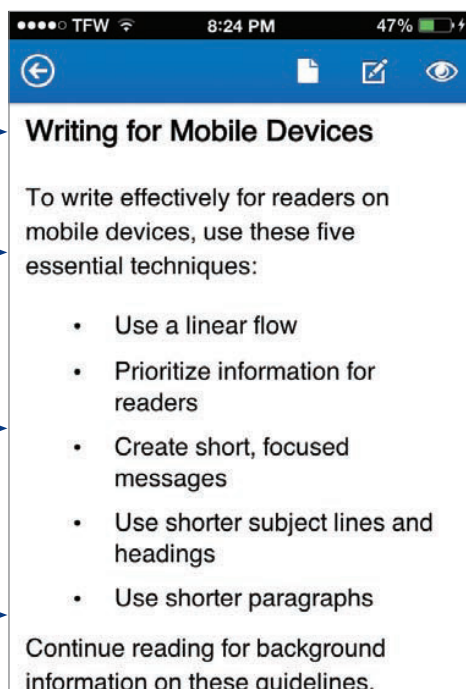 TFW 8:24 PM 47%
Writing for Mobile Devices
To write effectively for readers on
mobile devices, use these five
essential techniques:
• Use a linear flow
• Prioritize information for
readers
• Create short, focused
messages
• Use shorter subject lines and
headings
• Use shorter paragraphs
Continue reading for background
information on these guidelines.